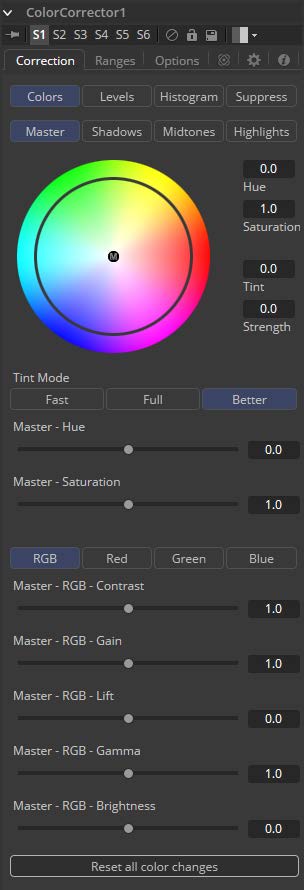 ColorCorrector1
S1 S2 S3 S4 S5 S6
Correction Ranges Options
Colors Levels Histogram Suppress
Master Shadows Midtones Highlights
0.0
Hue
1.0
Saturation
M
0.0
Tint
0.0
Strength
Tint Mode
Fast Full Better
Master - Hue
0.0
Master - Saturation
1.0
RGB Red Green Blue
Master - RGB - Contrast
1.0
Master - RGB - Gain
1.0
Master - RGB - Lift
0.0
Master - RGB - Gamma
1.0
Master - RGB - Brightness
0.0
Reset all color changes